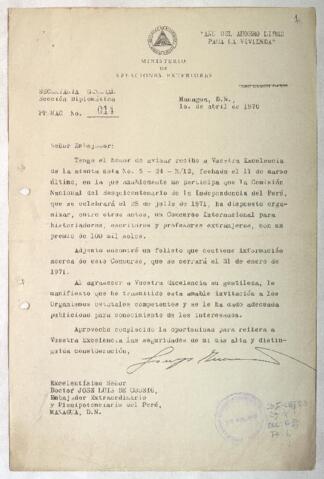 1
"AÑO DEL AHORRO LIBRE
PARA LA VIVIENDA"
MINISTERIO
DE
RELACIONES EXTERIORES
SECRETARIA GENERAL
Sección Diplomática
No. 011
Managua, D.N.,
1o. de abril de 1970
Señor Embajador:
Tengo el honor de avisar recibo a Vuestra Excelencia
de la atenta nota No. 5 - 24 - M/12, fechada el 11 de marzo
último, en la que amablemente me participa que la Comisión
Nacional del Sesquicentenario de la Independencia del Perú,
que se celebrará el 28 de julio de 1971, ha dispuesto orga-
nizar, entre otros actos, un Concurso Internacional para
historiadores, escritores y profesores extranjeros, con un
premio de 100 mil soles.
Adjunto encontré un folleto que contiene información
acerca de este Concurso, que se cerrará el 31 de enero de
1971.
Al agradecer a Vuestra Excelencia su gentileza, le
manifiesto que he transmitido esta amable invitación a los
Organismos estatales competentes y se le ha dado adecuada
publicidad para conocimiento de los interesados.
Aprovecho complacido la oportunidad para reiterar a
Vuestra Excelencia las seguridades de mi más alta y distin-
guida consideración,
Excelentísimo Señor
Doctor JOSE LUIS DE
Embajador Extraordinario
y Plenipotenciario del Perú,
MANAGUA, D.N.